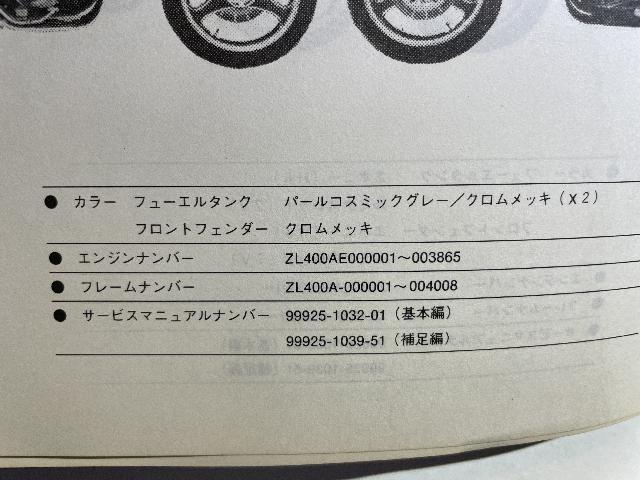 ● カラー フューエルタンク パールコスミックグレー／クロムメッキ(X2)
フロントフェンダー クロムメッキ
● エンジンナンバー ZL400AE000001～003865
● フレームナンバー ZL400A-000001～004008
● サービスマニュアルナンバー 99925-1032-01（基本編）
99925-1039-51（補足編）